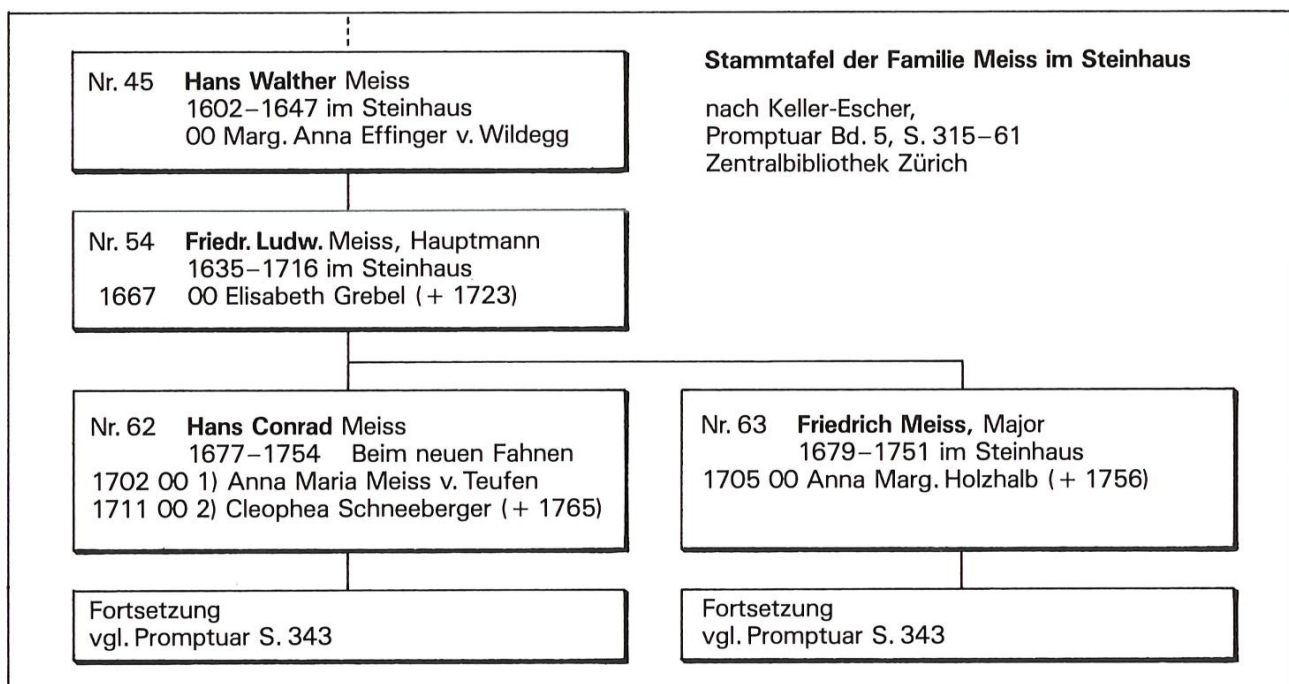 Stammtafel der Familie Meiss im Steinhaus
nach Keller-Escher,
Promptuar Bd. 5, S. 315–61
Zentralbibliothek Zürich
Nr. 45 Hans Walther Meiss
1602–1647 im Steinhaus
00 Marg. Anna Effinger v. Wildegg
Nr. 54 Friedr. Ludw. Meiss, Hauptmann
1635–1716 im Steinhaus
1667 00 Elisabeth Grebel (+ 1723)
Nr. 62 Hans Conrad Meiss
1677–1754 Beim neuen Fahnen
1702 00 1) Anna Maria Meiss v. Teufen
1711 00 2) Cleophea Schneeberger (+ 1765)
Nr. 63 Friedrich Meiss, Major
1679–1751 im Steinhaus
1705 00 Anna Marg. Holzhalb (+ 1756)
Fortsetzung
vgl. Promptuar S. 343
Fortsetzung
vgl. Promptuar S. 343